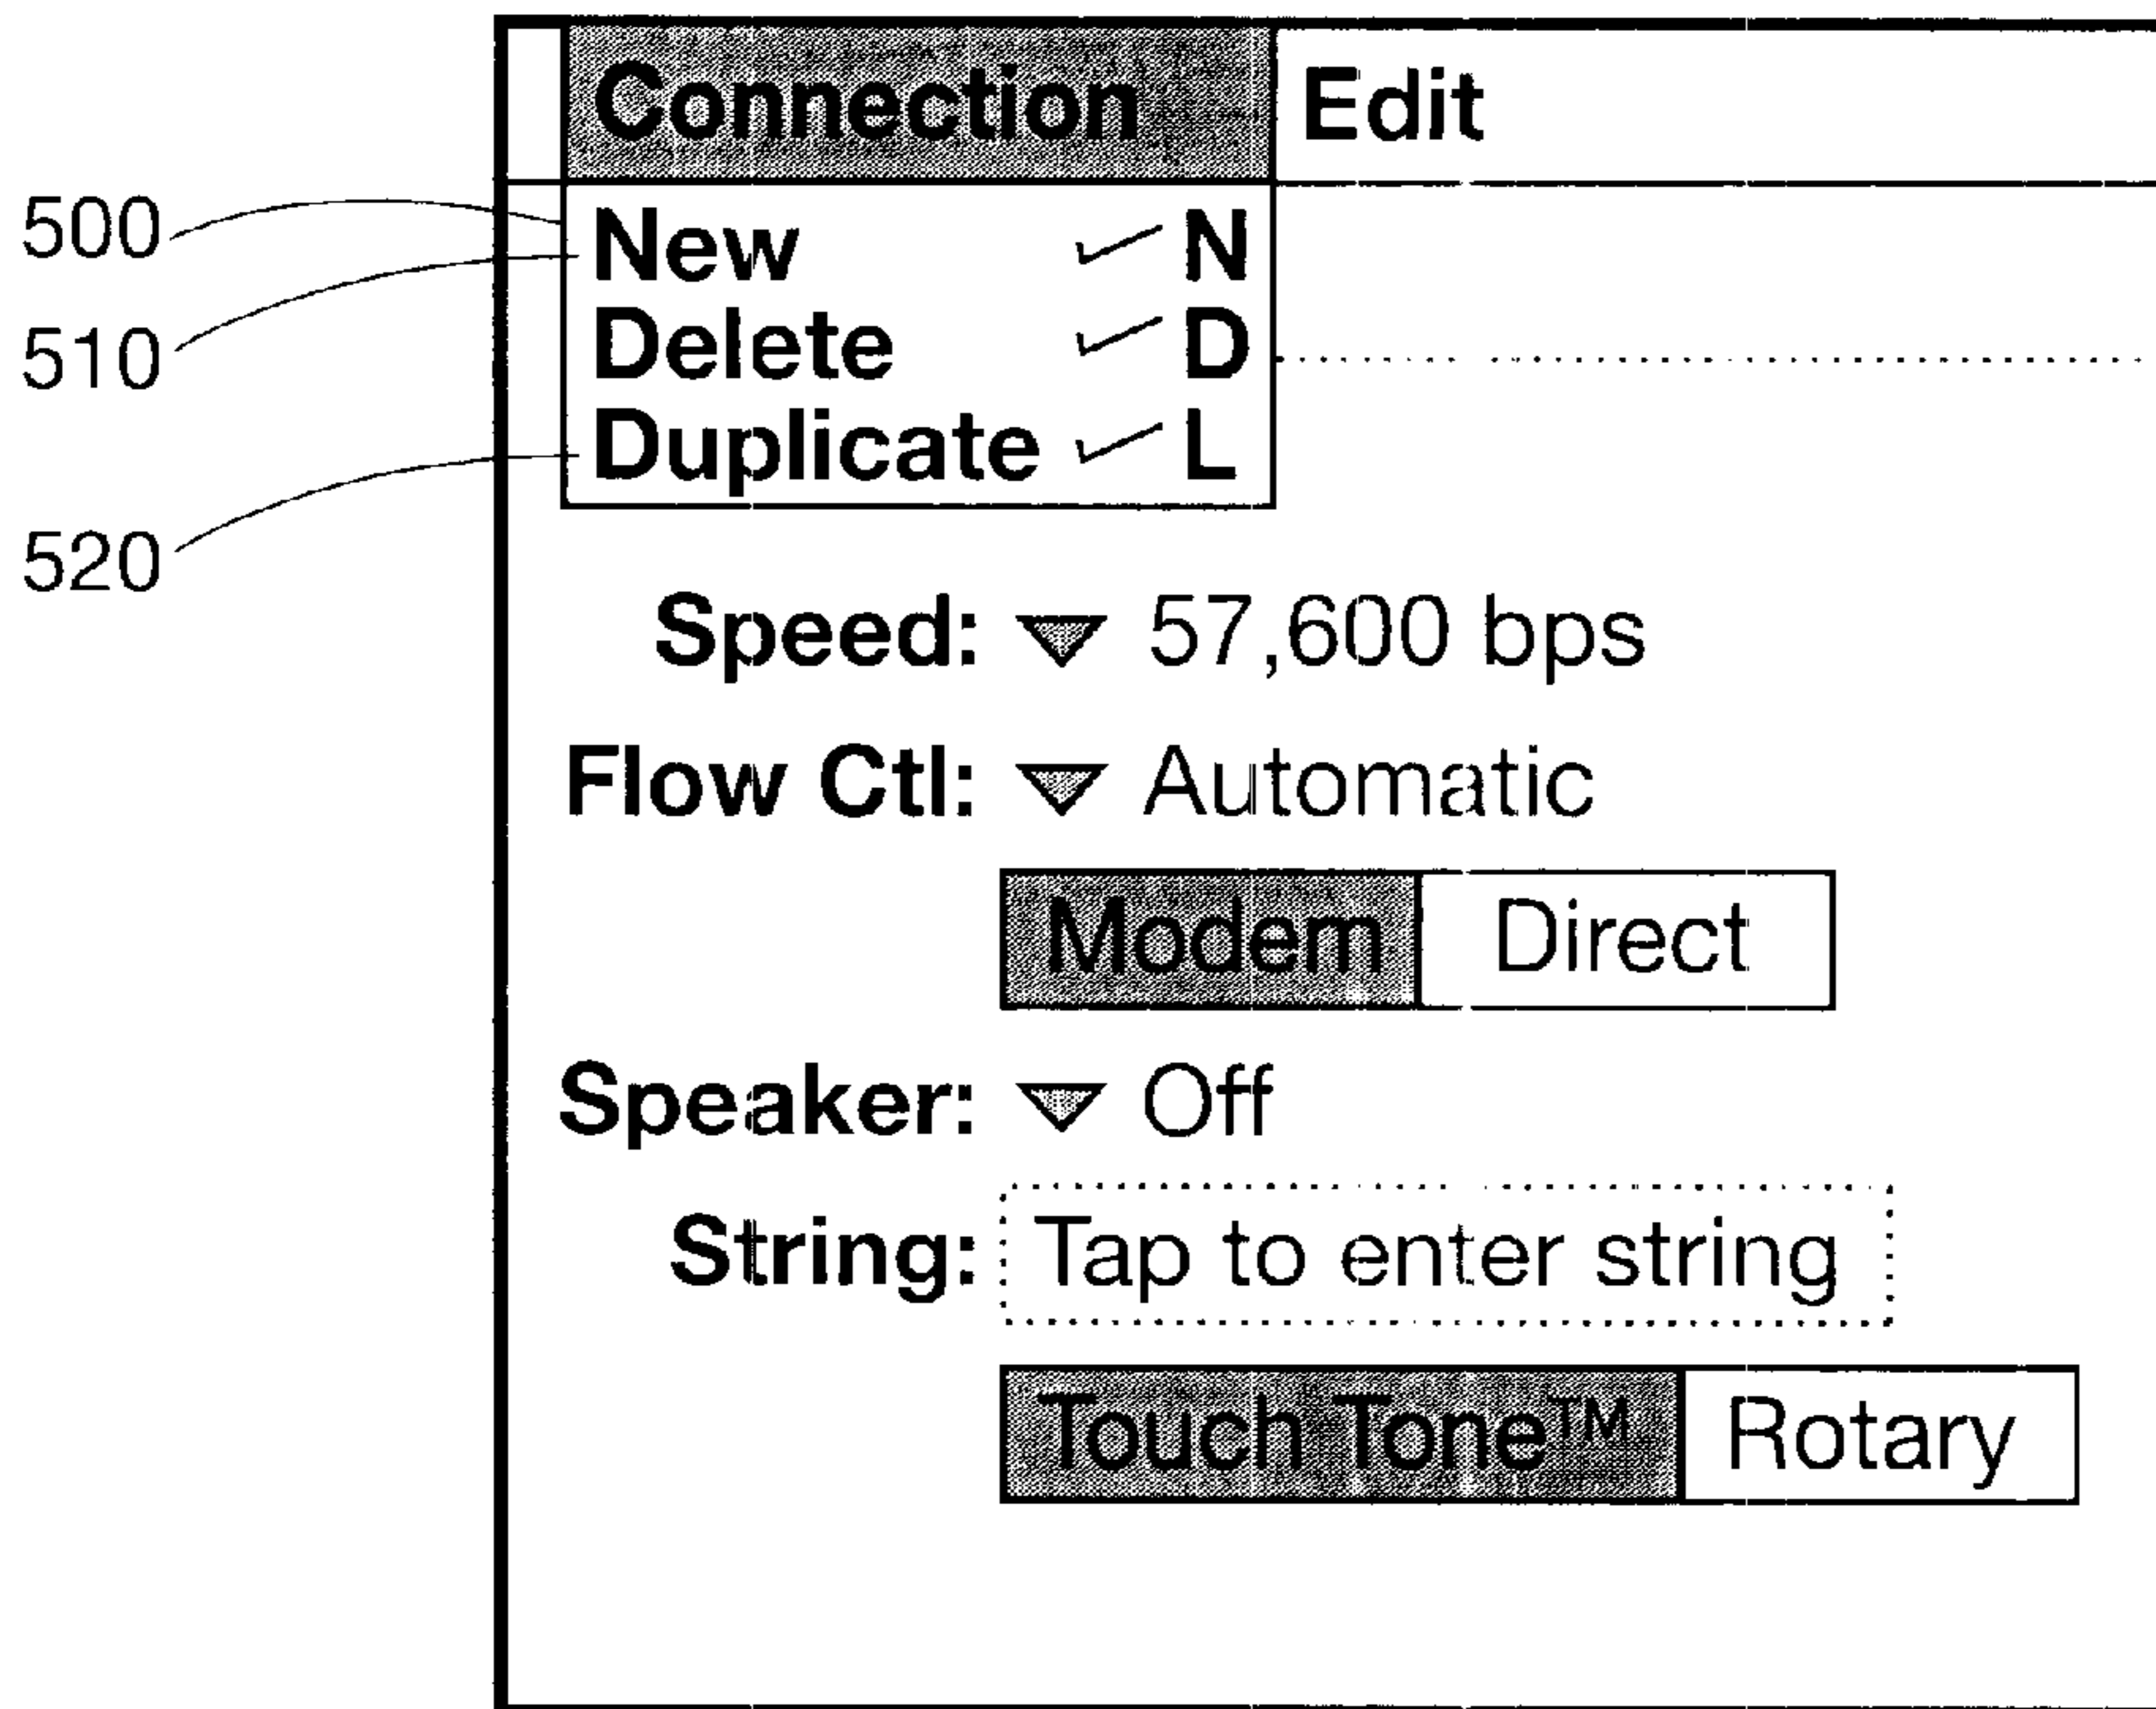 Connection Edit
500 New ✓ N
510 Delete ✓ D
Duplicate ✓ L
520
Speed: ▼ 57,600 bps
Flow Ctl: ▼ Automatic
Modem Direct
Speaker: ▼ Off
String: Tap to enter string
Touch Tone™ Rotary